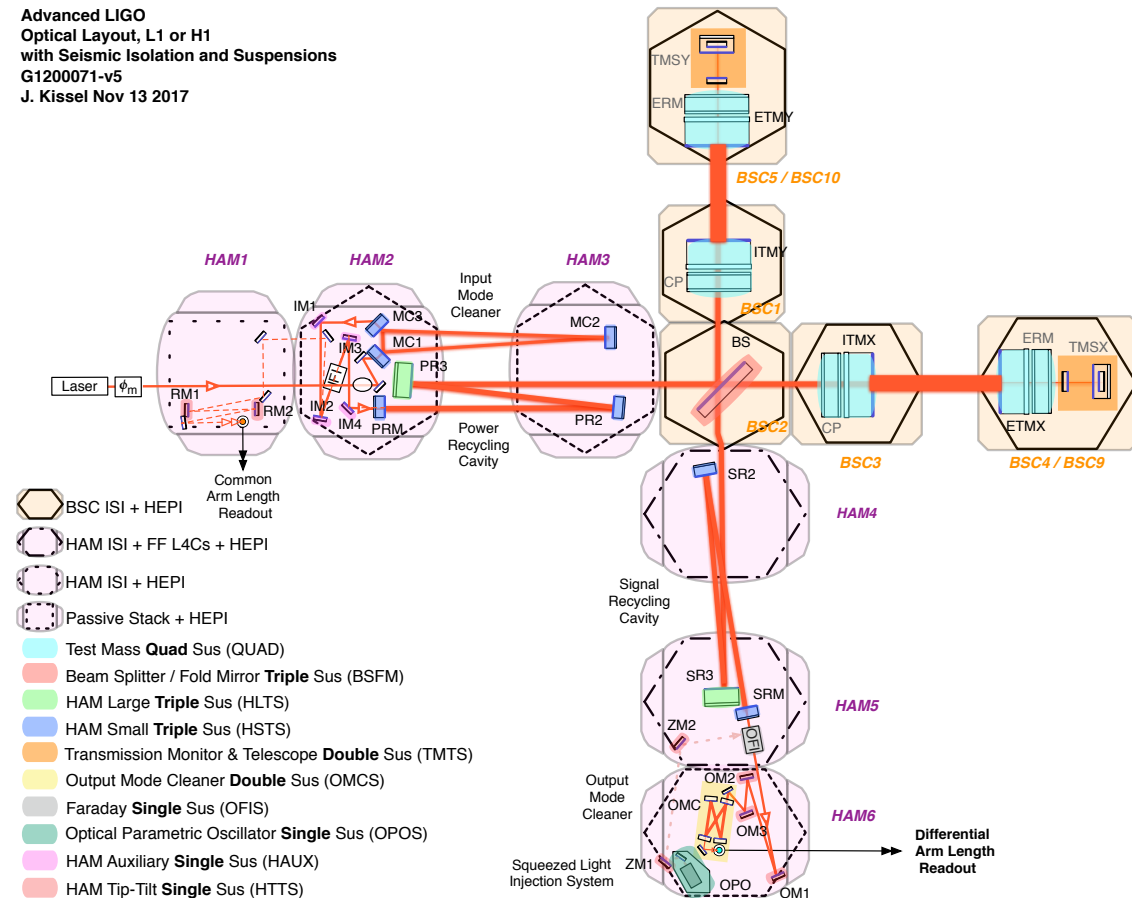 Advanced LIGO
Optical Layout, L1 or H1
with Seismic Isolation and Suspensions
G1200071-v5
J. Kissel Nov 13 2017
TMSY
ERM
ETMY
BSC5 / BSC10
ITMY
CP
BSC1
HAM1
HAM2
Input
Mode
Cleaner
HAM3
IM1
MC3
MC1
IM3
MC2
PR3
IFI
BS
ITMX
ERM
TMSX
Laser
ϕm
RM1
RM2
IM2
IM4
PRM
PR2
BSC2
CP
ETMX
Power
Recycling
Cavity
BSC3
BSC4 / BSC9
Common
Arm Length
Readout
SR2
HAM4
Signal
Recycling
Cavity
SR3
SRM
HAM5
ZM2
OFI
Output
Mode
Cleaner
OM2
OMC
OM3
HAM6
Differential
Arm Length
Readout
ZM1
Squeezed Light
Injection System
OPO
OM1
BSC ISI + HEPI
HAM ISI + FF L4Cs + HEPI
HAM ISI + HEPI
Passive Stack + HEPI
Test Mass Quad Sus (QUAD)
Beam Splitter / Fold Mirror Triple Sus (BSFM)
HAM Large Triple Sus (HLTS)
HAM Small Triple Sus (HSTS)
Transmission Monitor & Telescope Double Sus (TMTS)
Output Mode Cleaner Double Sus (OMCS)
Faraday Single Sus (OFIS)
Optical Parametric Oscillator Single Sus (OPOS)
HAM Auxiliary Single Sus (HAUX)
HAM Tip-Tilt Single Sus (HTTS)